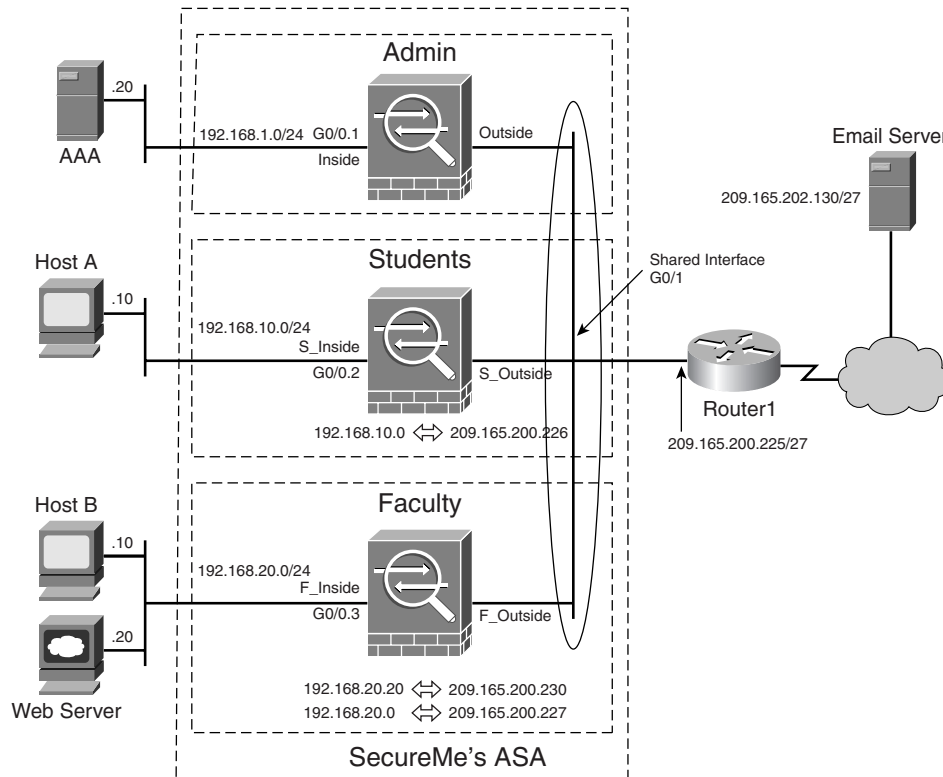 Admin
.20
192.168.1.0/24
G0/0.1
Inside
Outside
AAA
Email Server
209.165.202.130/27
Students
Shared Interface
G0/1
Host A
.10
192.168.10.0/24
S_Inside
G0/0.2
S_Outside
Router1
192.168.10.0
209.165.200.226
209.165.200.225/27
Faculty
Host B
.10
192.168.20.0/24
F_Inside
G0/0.3
F_Outside
.20
Web Server
192.168.20.20
209.165.200.230
192.168.20.0
209.165.200.227
SecureMe's ASA